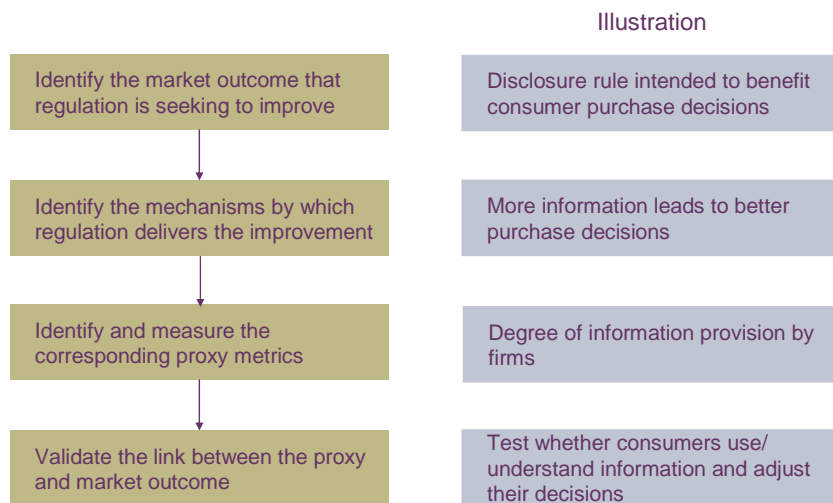 Illustration
Identify the market outcome that
regulation is seeking to improve
Disclosure rule intended to benefit
consumer purchase decisions
Identify the mechanisms by which
regulation delivers the improvement
More information leads to better
purchase decisions
Identify and measure the
corresponding proxy metrics
Degree of information provision by
firms
Validate the link between the proxy
and market outcome
Test whether consumers use/
understand information and adjust
their decisions